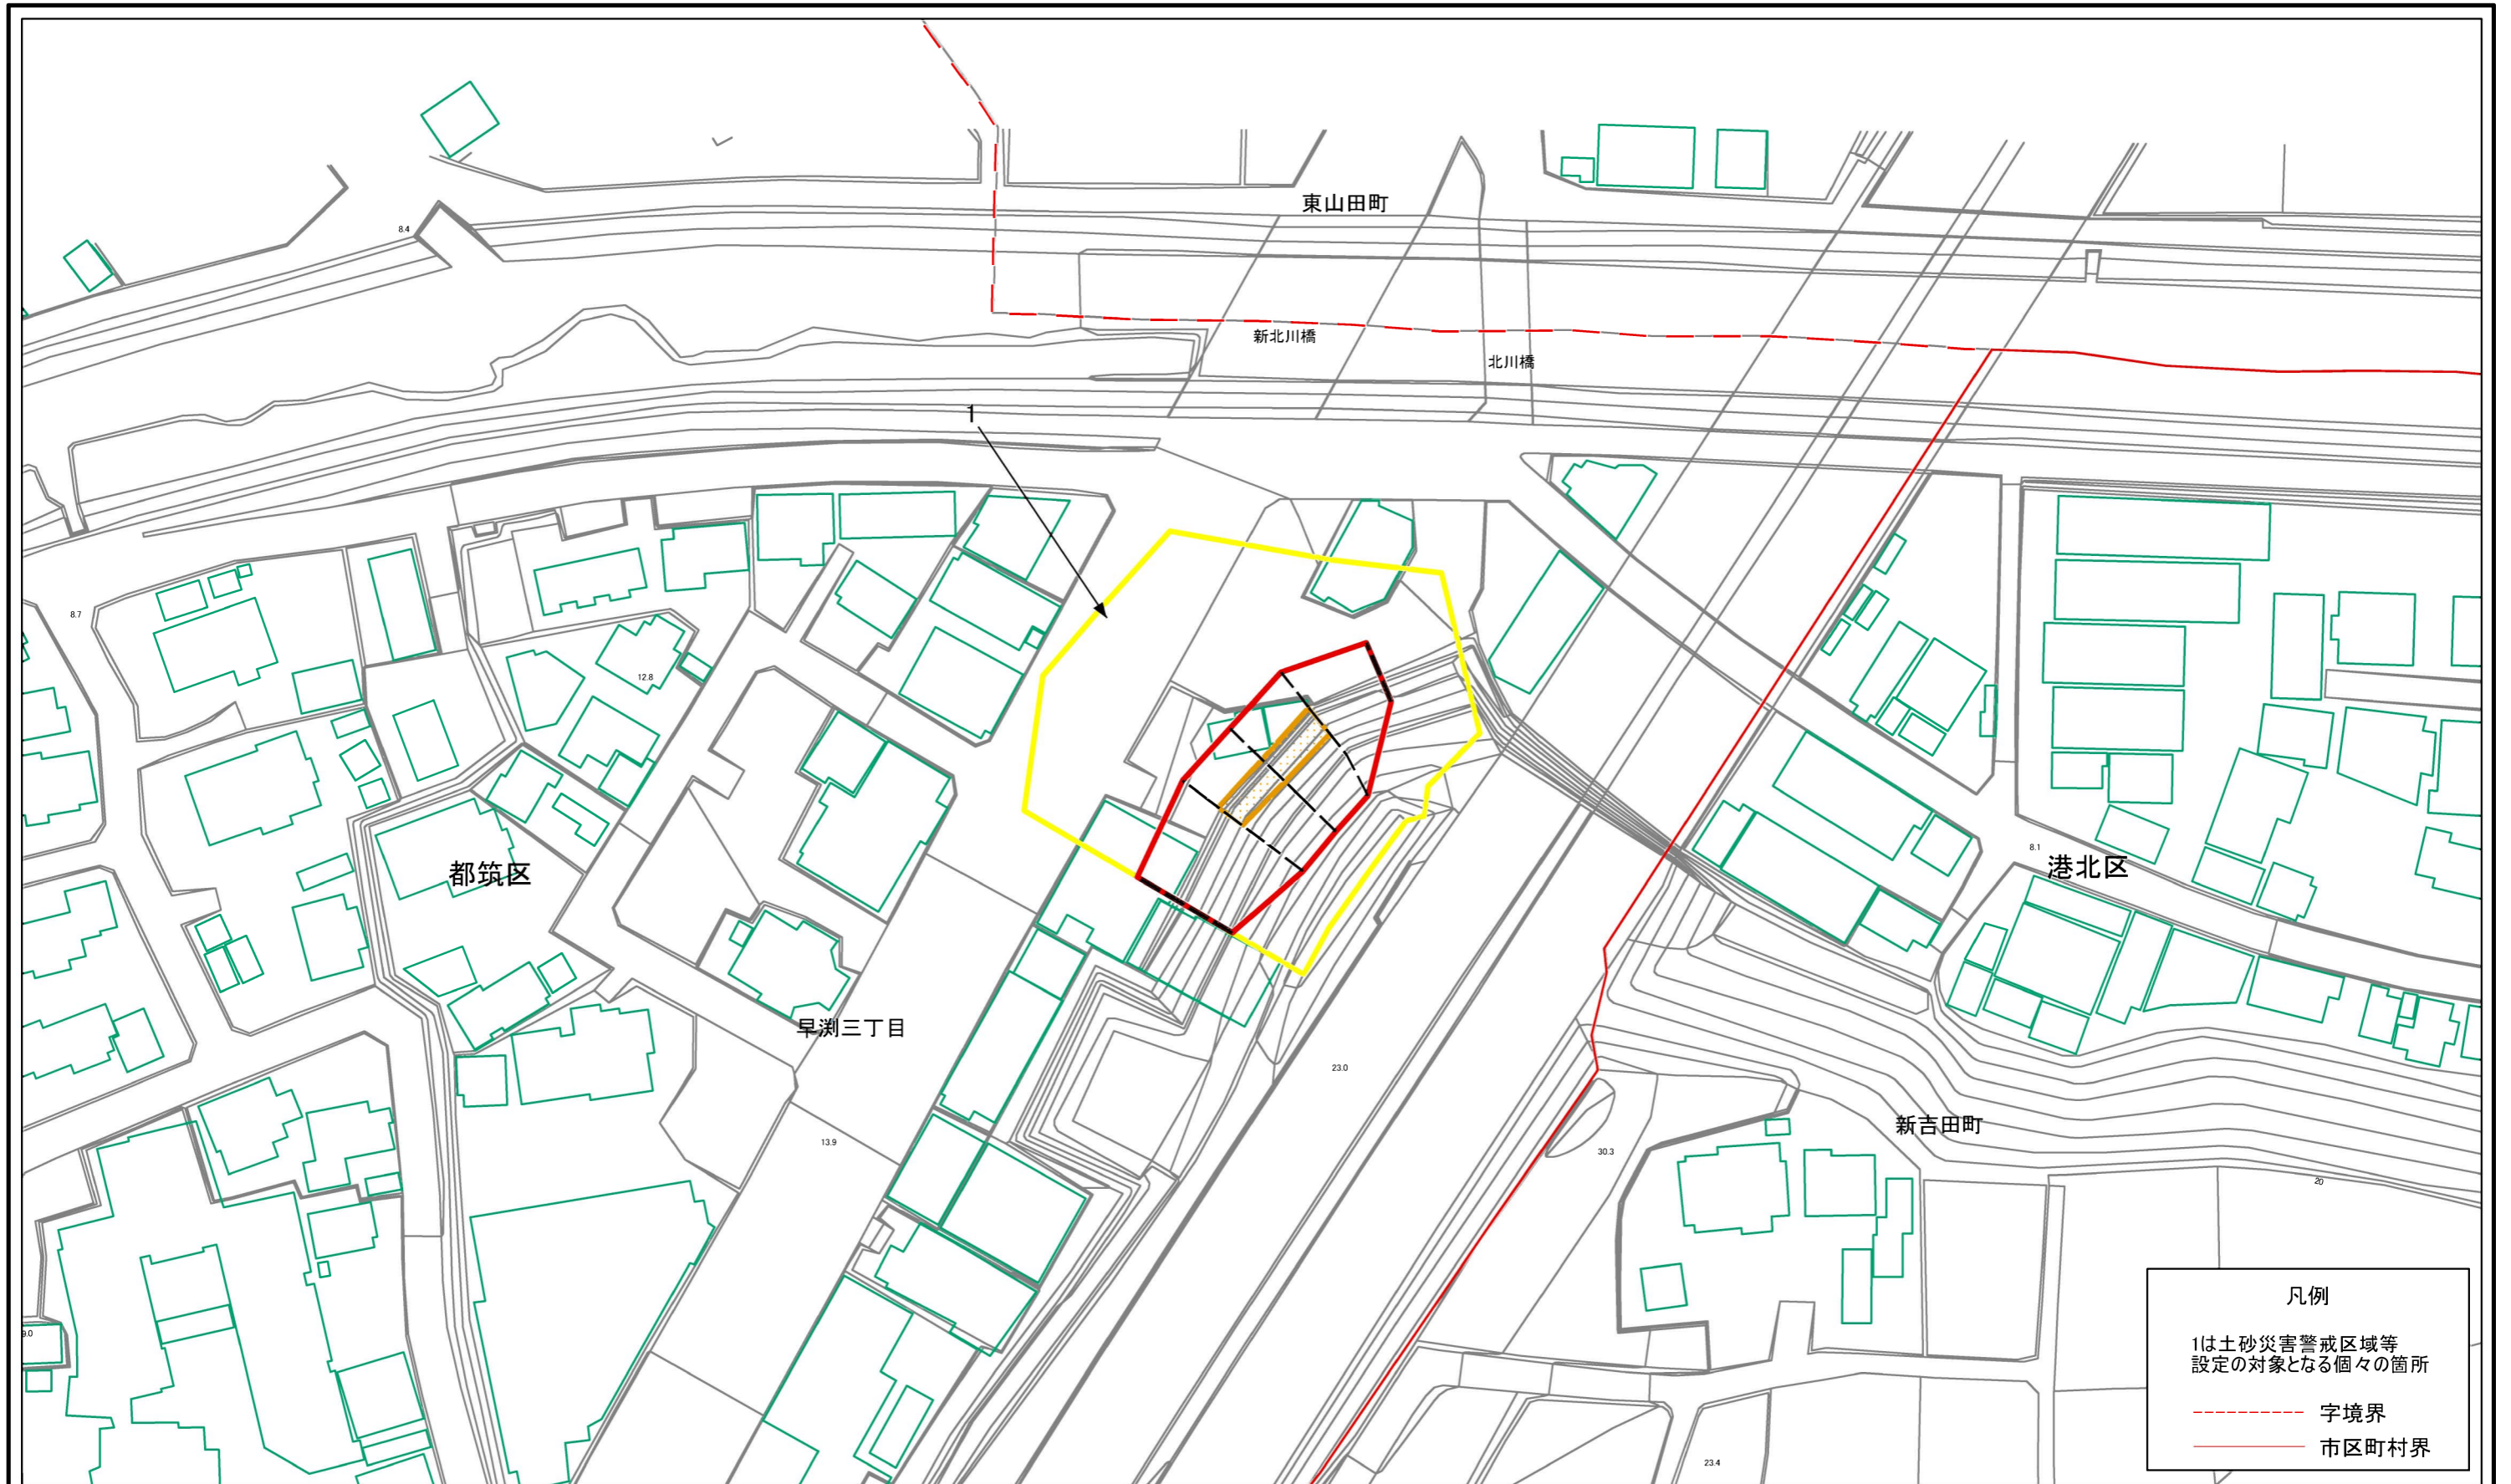 東山田町
8.4
新北川橋
北川橋
1
8.7
12.8
都筑区
港北区
8.1
早渕三丁目
23.0
新吉田町
13.9
30.3
20
9.0
23.4
凡例
1は土砂災害警戒区域等
設定の対象となる個々の箇所
字境界
市区町村界